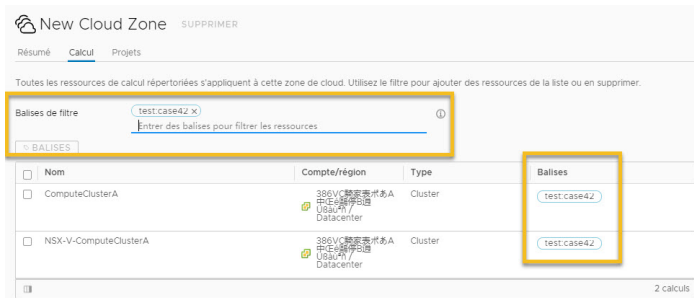 New Cloud Zone SUPPRIMER
Résumé Calcul Projets
Toutes les ressources de calcul répertoriées s'appliquent à cette zone de cloud. Utilisez le filtre pour ajouter des ressources de la liste ou en supprimer.
Balises de filtre
test:case42 ×
Entrer des balises pour filtrer les ressources
BALISES
Nom Compte/région Type Balises
ComputeClusterA 386VC Cluster test:case42
Datacenter
NSX-V-ComputeClusterA 386VC Cluster test:case42
Datacenter
2 calculs